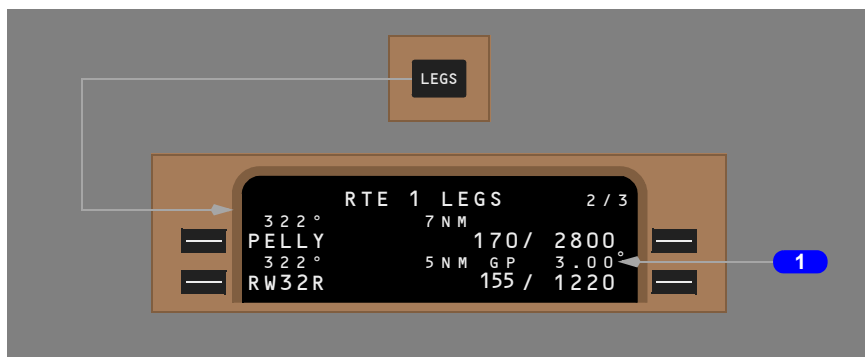 LEGS
RTE 1 LEGS 2/3
322° 7NM
PELLY 170/ 2800
322° 5NM GP 3.00°
RW32R 155/ 1220
1